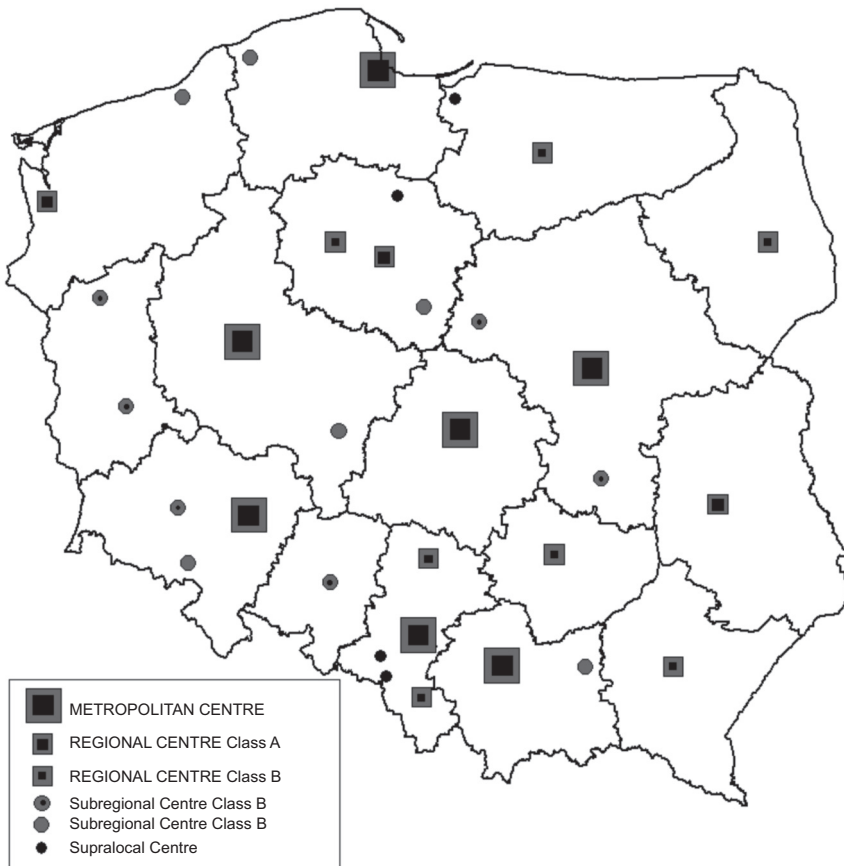 METROPOLITAN CENTRE
REGIONAL CENTRE Class A
REGIONAL CENTRE Class B
Subregional Centre Class B
Subregional Centre Class B
Supralocal Centre